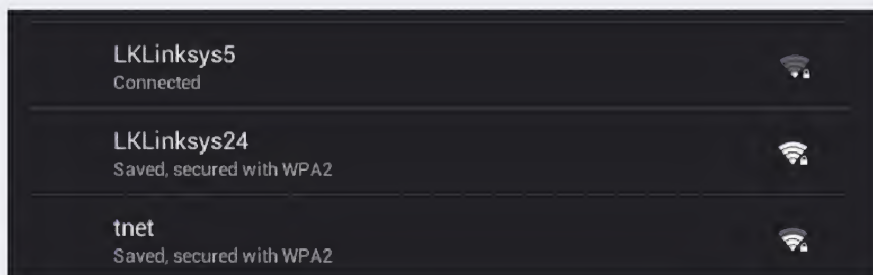 LKLinksys5
Connected
LKLinksys24
Saved, secured with WPA2
tnet
Saved, secured with WPA2